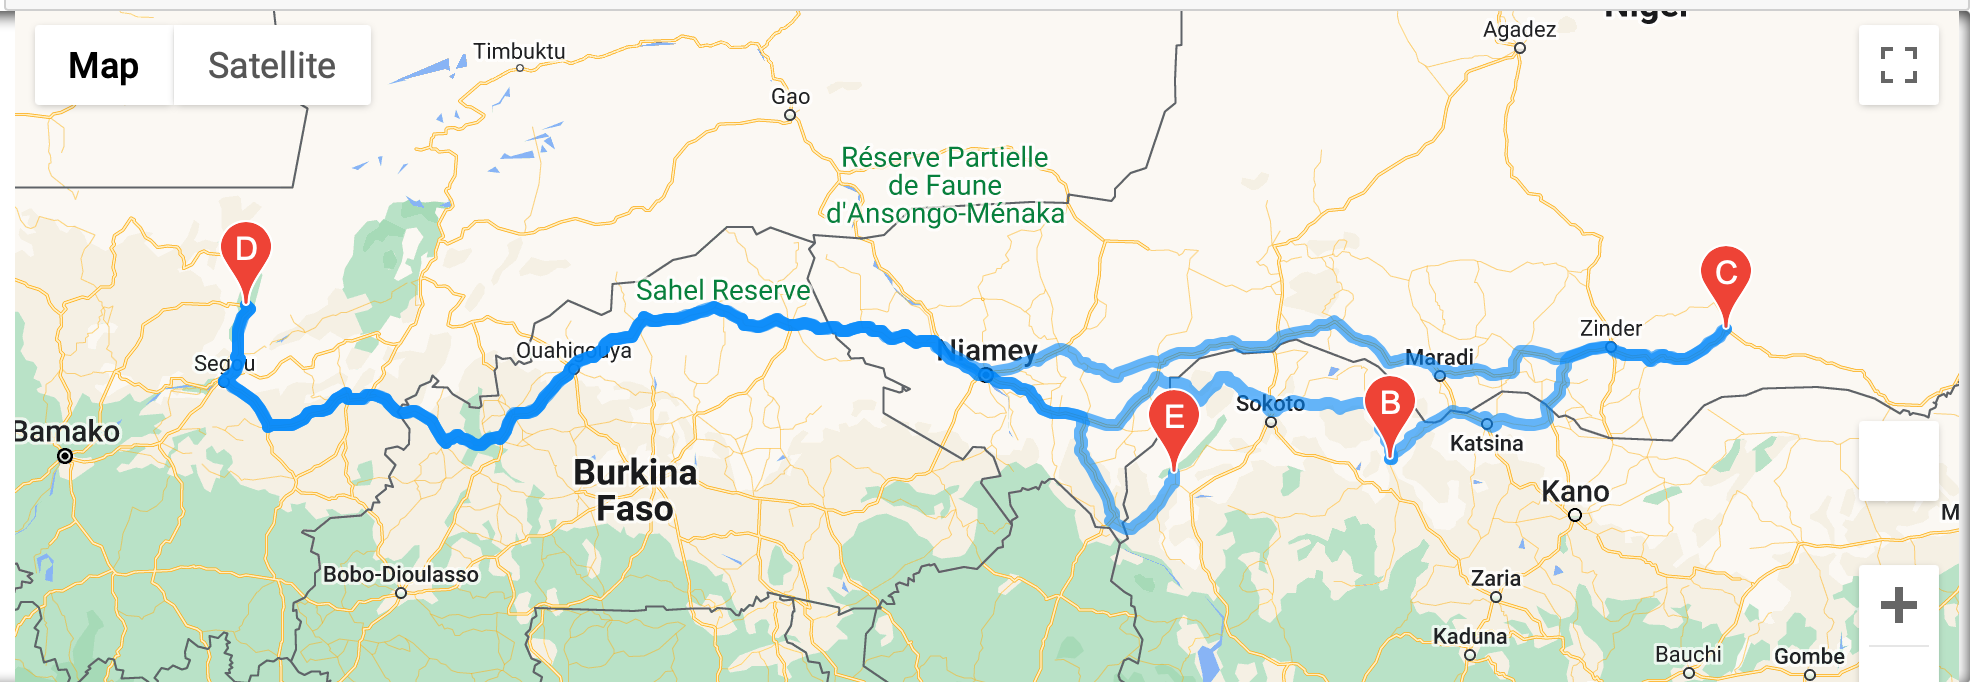 Niger
Map
Satellite
Timbuktu
Agadez
Gao
Réserve Partielle
de Faune
d'Ansongo-Ménaka
D
C
Sahel Reserve
Zinder
Segou
Ouahigouya
Niamey
Maradi
B
E
Sokoto
Bamako
Katsina
Burkina
Faso
Kano
M
Bobo-Dioulasso
Zaria
Kaduna
Bauchi
Gombe